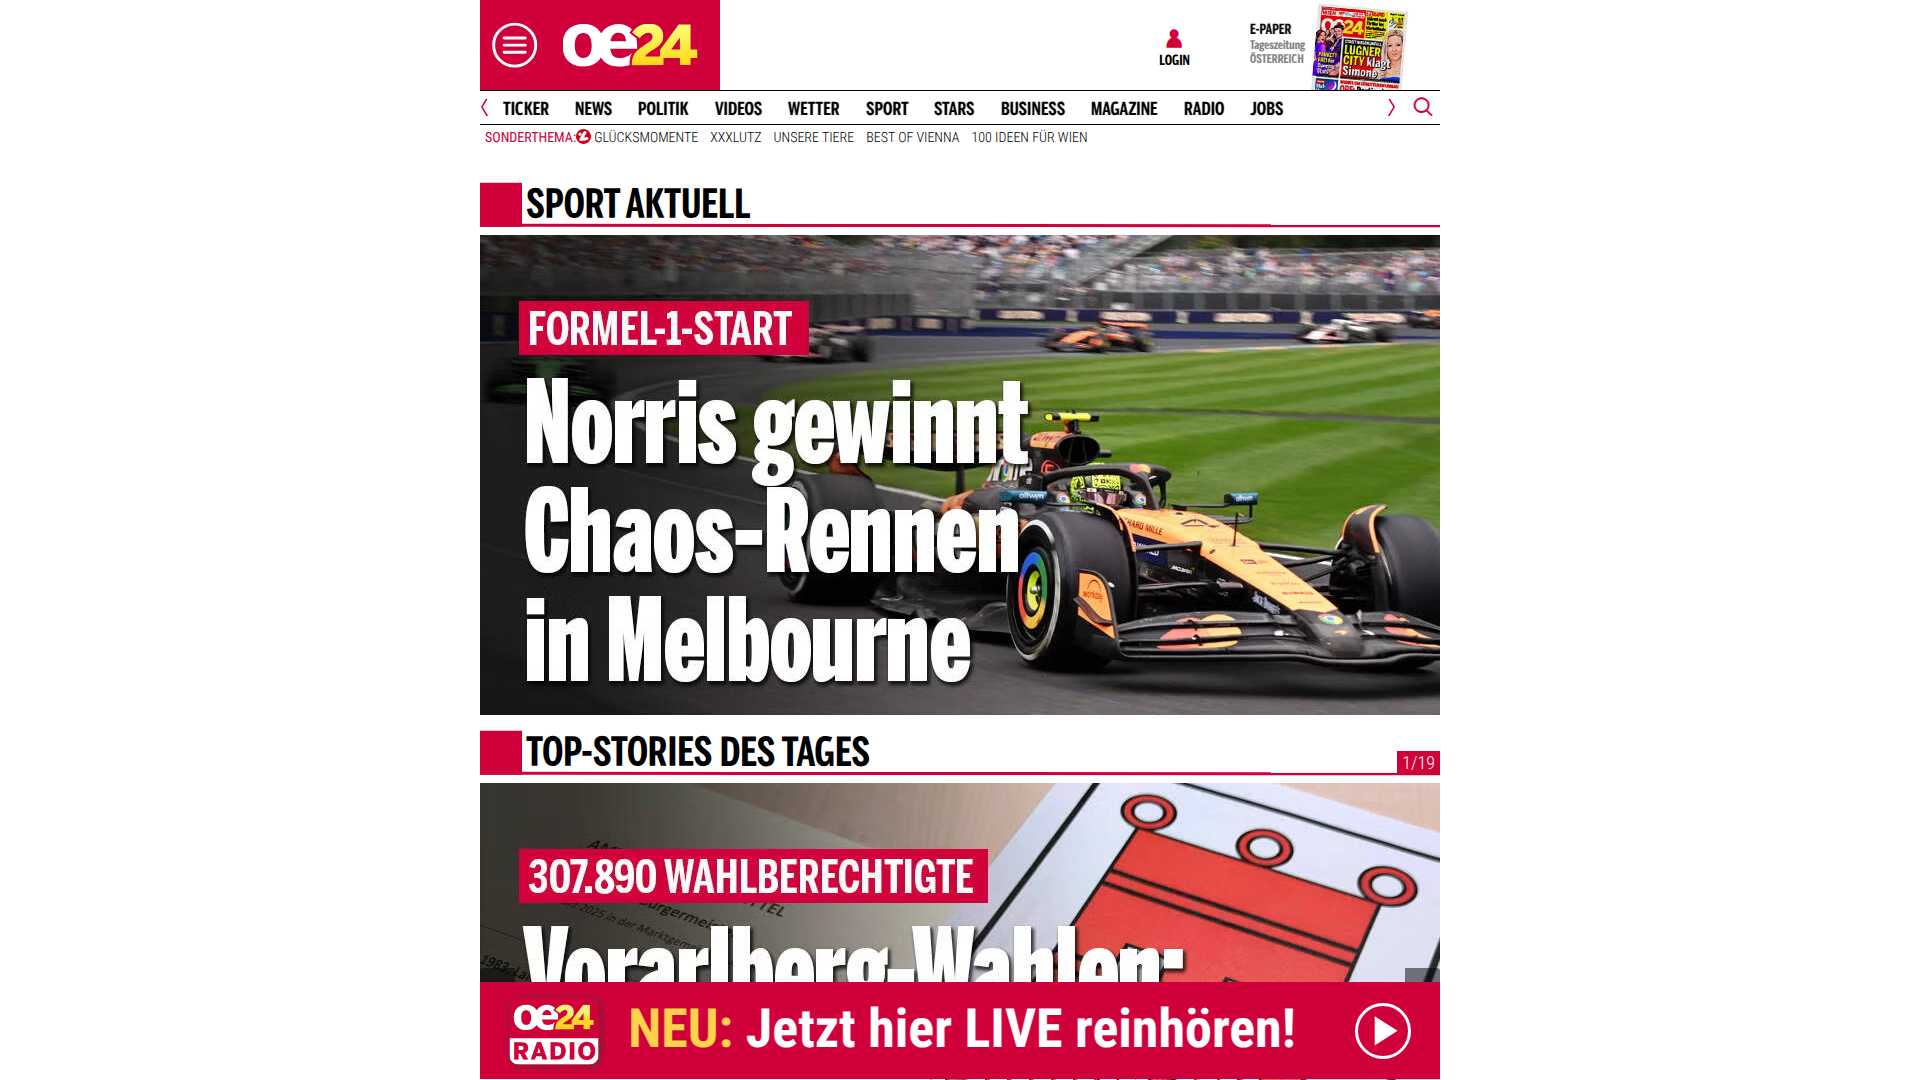 oe24
LOGIN
E-PAPER
Tageszeitung
ÖSTERREICH
oe24
LUGNER
CITY klagt
Simone
TICKER NEWS POLITIK VIDEOS WETTER SPORT STARS BUSINESS MAGAZINE RADIO JOBS
SONDERTHEMA: GLÜCKSMOMENTE XXXLUTZ UNSERE TIERE BEST OF VIENNA 100 IDEEN FÜR WIEN
SPORT AKTUELL
FORMEL-1-START
Norris gewinnt
Chaos-Rennen
in Melbourne
TOP-STORIES DES TAGES
1/19
307.890 WAHLBERECHTIGTE
Vorarlberg-Wahlen:
oe24
RADIO
NEU: Jetzt hier LIVE reinhören!